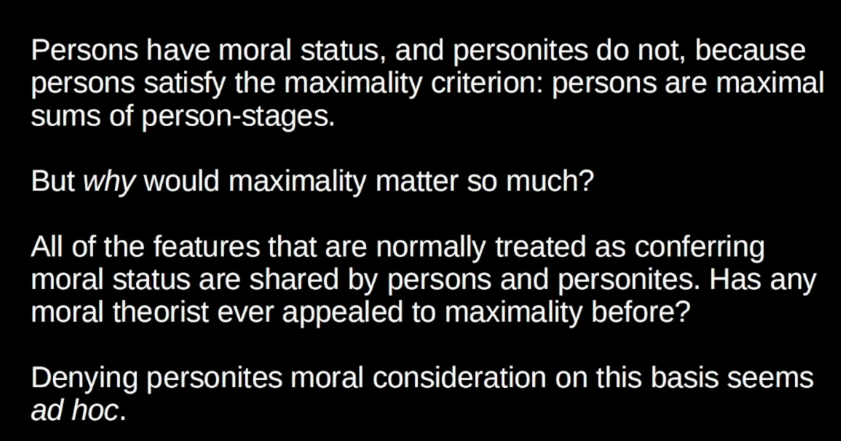 Persons have moral status, and personites do not, because
persons satisfy the maximality criterion: persons are maximal
sums of person-stages.
But why would maximality matter so much?
All of the features that are normally treated as conferring
moral status are shared by persons and personites. Has any
moral theorist ever appealed to maximality before?
Denying personites moral consideration on this basis seems
ad hoc.